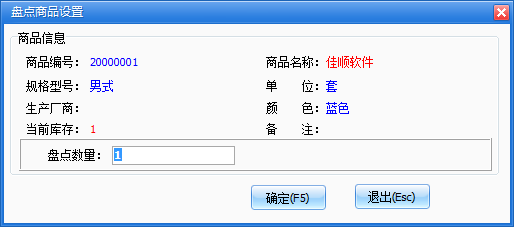 盘点商品设置
商品信息
商品编号： 20000001 商品名称：佳顺软件
规格型号： 男式 单 位：套
生产厂商： 颜 色：蓝色
当前库存： 1 备 注：
盘点数量： 1
确定(F5) 退出(Esc)